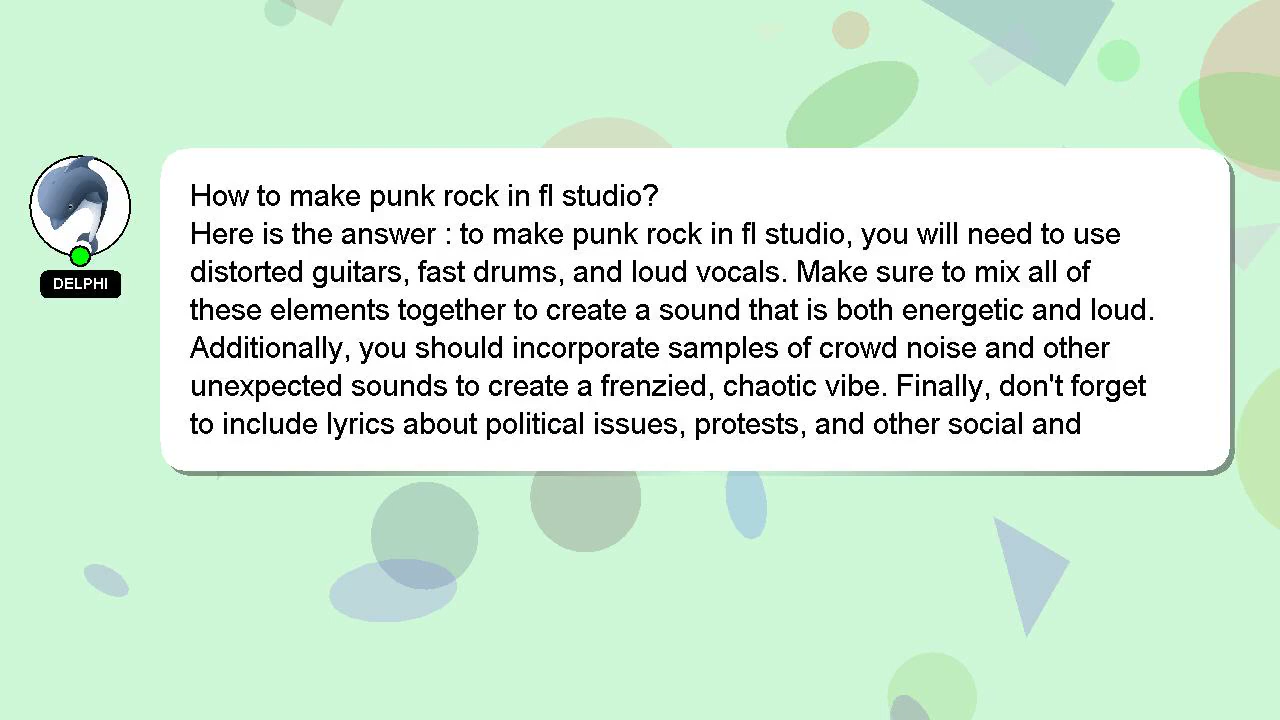 How to make punk rock in fl studio?
Here is the answer : to make punk rock in fl studio, you will need to use
distorted guitars, fast drums, and loud vocals. Make sure to mix all of
these elements together to create a sound that is both energetic and loud.
Additionally, you should incorporate samples of crowd noise and other
unexpected sounds to create a frenzied, chaotic vibe. Finally, don't forget
to include lyrics about political issues, protests, and other social and
DELPHI